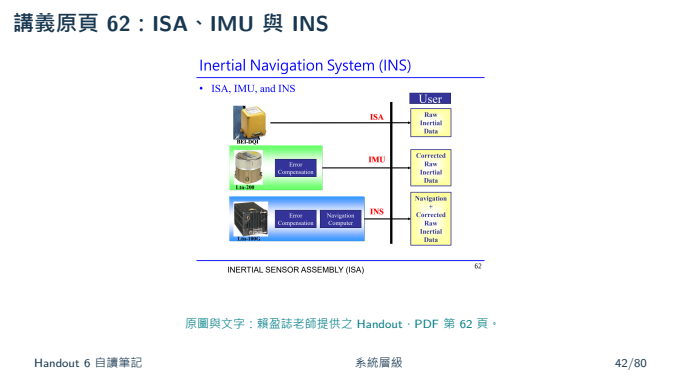 講義原頁 62：ISA、IMU 與 INS
Inertial Navigation System (INS)
• ISA, IMU, and INS
User
BEI-DQI
ISA
Raw
Inertial
Data
Ltn-200
Error
Compensation
IMU
Corrected
Raw
Inertial
Data
Ltn-100G
Error
Compensation
Navigation
Computer
INS
Navigation
+
Corrected
Raw
Inertial
Data
INERTIAL SENSOR ASSEMBLY (ISA)
62
原圖與文字：賴盈誌老師提供之 Handout，PDF 第 62 頁。
Handout 6 自讀筆記
系統層級
42/80